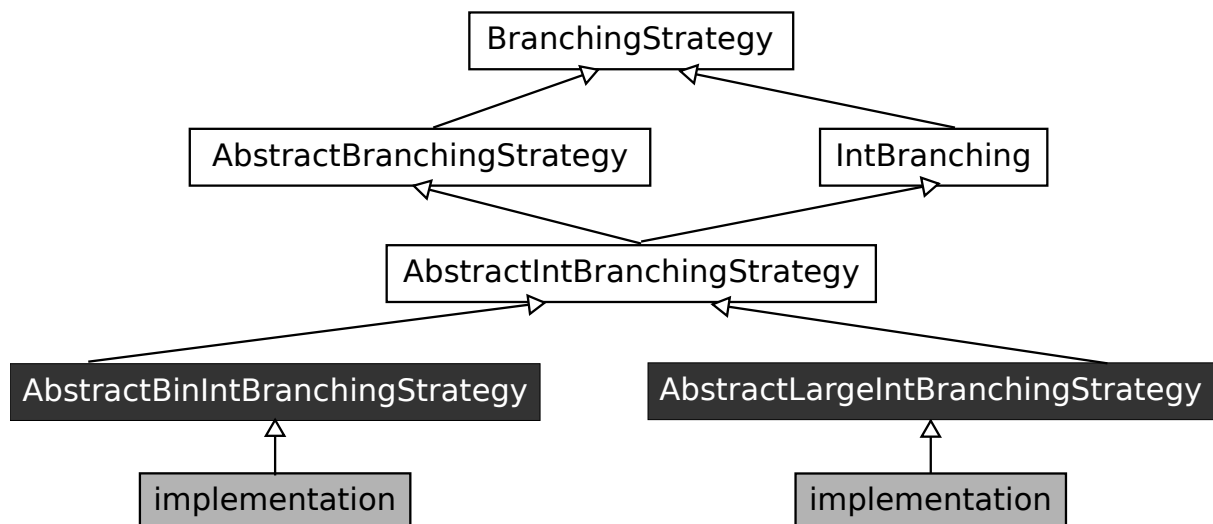 BranchingStrategy
AbstractBranchingStrategy
IntBranching
AbstractIntBranchingStrategy
AbstractBinIntBranchingStrategy
AbstractLargeIntBranchingStrategy
implementation
implementation